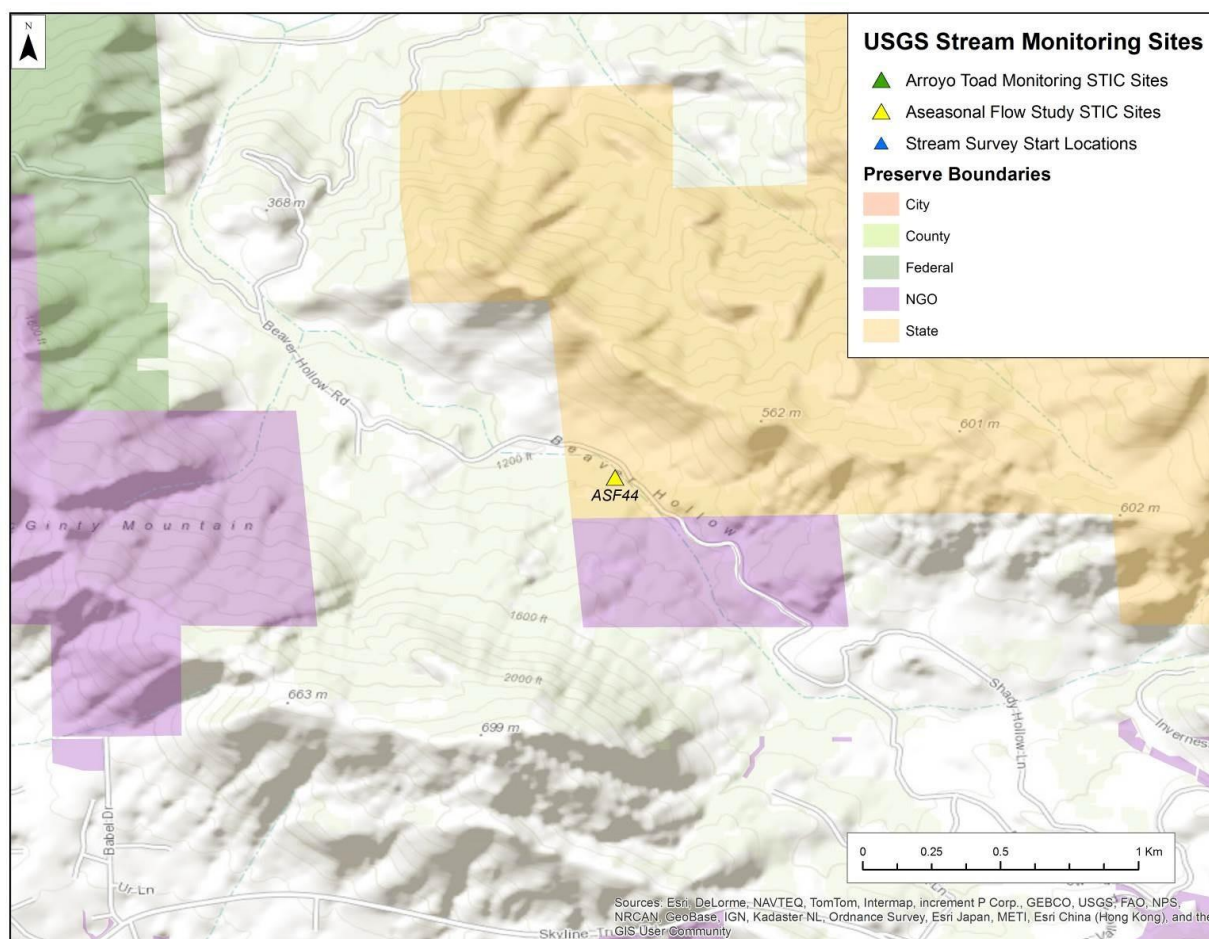 N
USGS Stream Monitoring Sites
Arroyo Toad Monitoring STIC Sites
Aseasonal Flow Study STIC Sites
Stream Survey Start Locations
Preserve Boundaries
City
County
Federal
NGO
State
368 m
1600 ft
Beaver Hollow Rd
562 m
601 m
1200 ft
Beaver Hollow
ASF44
602 m
cGinty Mountain
1600 ft
2000 ft
663 m
699 m
Shady Hollow Ln
Inverness
Babel Dr
Ur Ln
Skyline
0 0.25 0.5 1 Km
Sources: Esri, DeLorme, NAVTEQ, TomTom, Intermap, increment P Corp., GEBCO, USGS, FAO, NPS,
NRCAN, GeoBase, IGN, Kadaster NL, Ordnance Survey, Esri Japan, METI, Esri China (Hong Kong), and the
GIS User Community